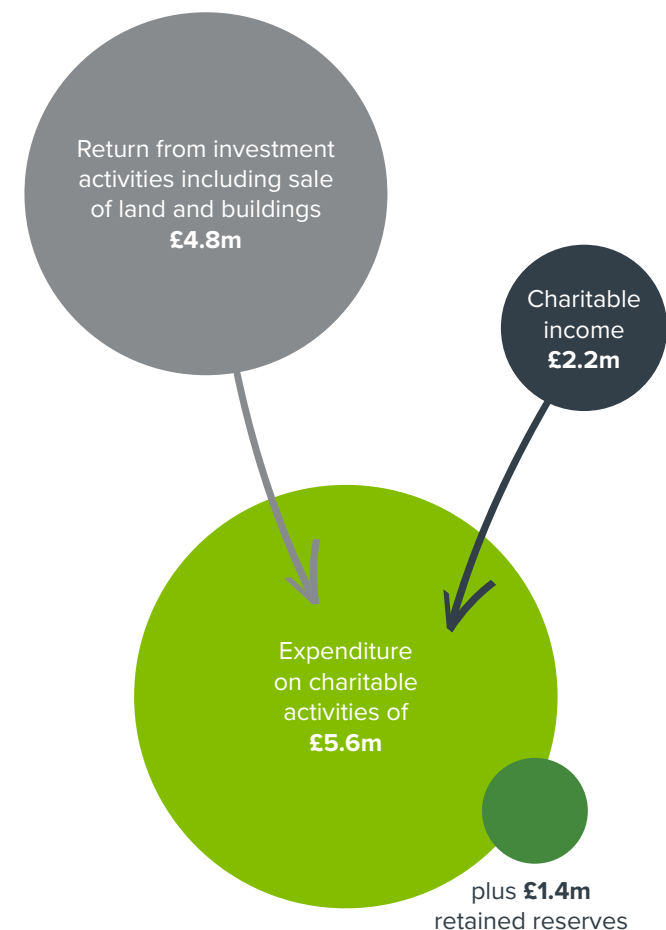 Return from investment
activities including sale
of land and buildings
£4.8m
Charitable
income
£2.2m
Expenditure
on charitable
activities of
£5.6m
plus £1.4m
retained reserves